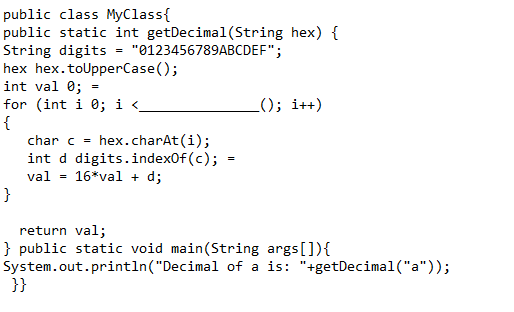 public class MyClass{
public static int getDecimal(String hex) {
String digits = "0123456789ABCDEF";
hex hex.toUpperCase();
int val 0; =
for (int i 0; i <_______________(); i++)
{
char c = hex.charAt(i);
int d digits.indexOf(c); =
val = 16*val + d;
}
return val;
} public static void main(String args[]){
System.out.println("Decimal of a is: "+getDecimal("a"));
}}